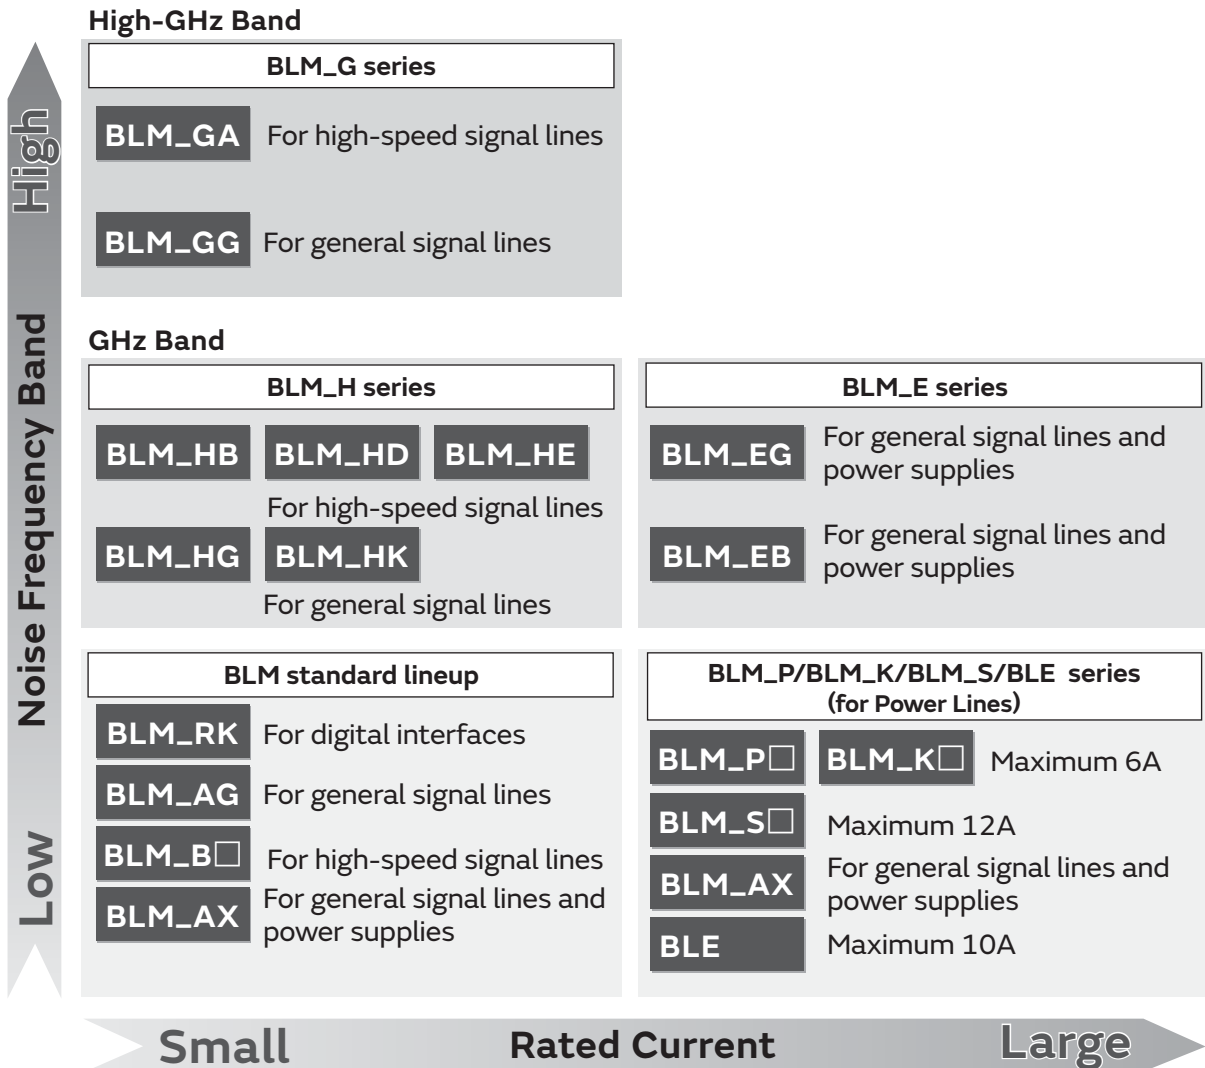 High-GHz Band
BLM_G series
BLM_GA For high-speed signal lines
BLM_GG For general signal lines
GHz Band
BLM_H series
BLM_HB BLM_HD BLM_HE
For high-speed signal lines
BLM_HG BLM_HK
For general signal lines
BLM_E series
BLM_EG For general signal lines and
power supplies
BLM_EB For general signal lines and
power supplies
BLM standard lineup
BLM_RK For digital interfaces
BLM_AG For general signal lines
BLM_B□ For high-speed signal lines
BLM_AX For general signal lines and
power supplies
BLM_P/BLM_K/BLM_S/BLE series
(for Power Lines)
BLM_P□ BLM_K□ Maximum 6A
BLM_S□ Maximum 12A
BLM_AX For general signal lines and
power supplies
BLE Maximum 10A
High
Noise Frequency Band
Low
Small Rated Current Large